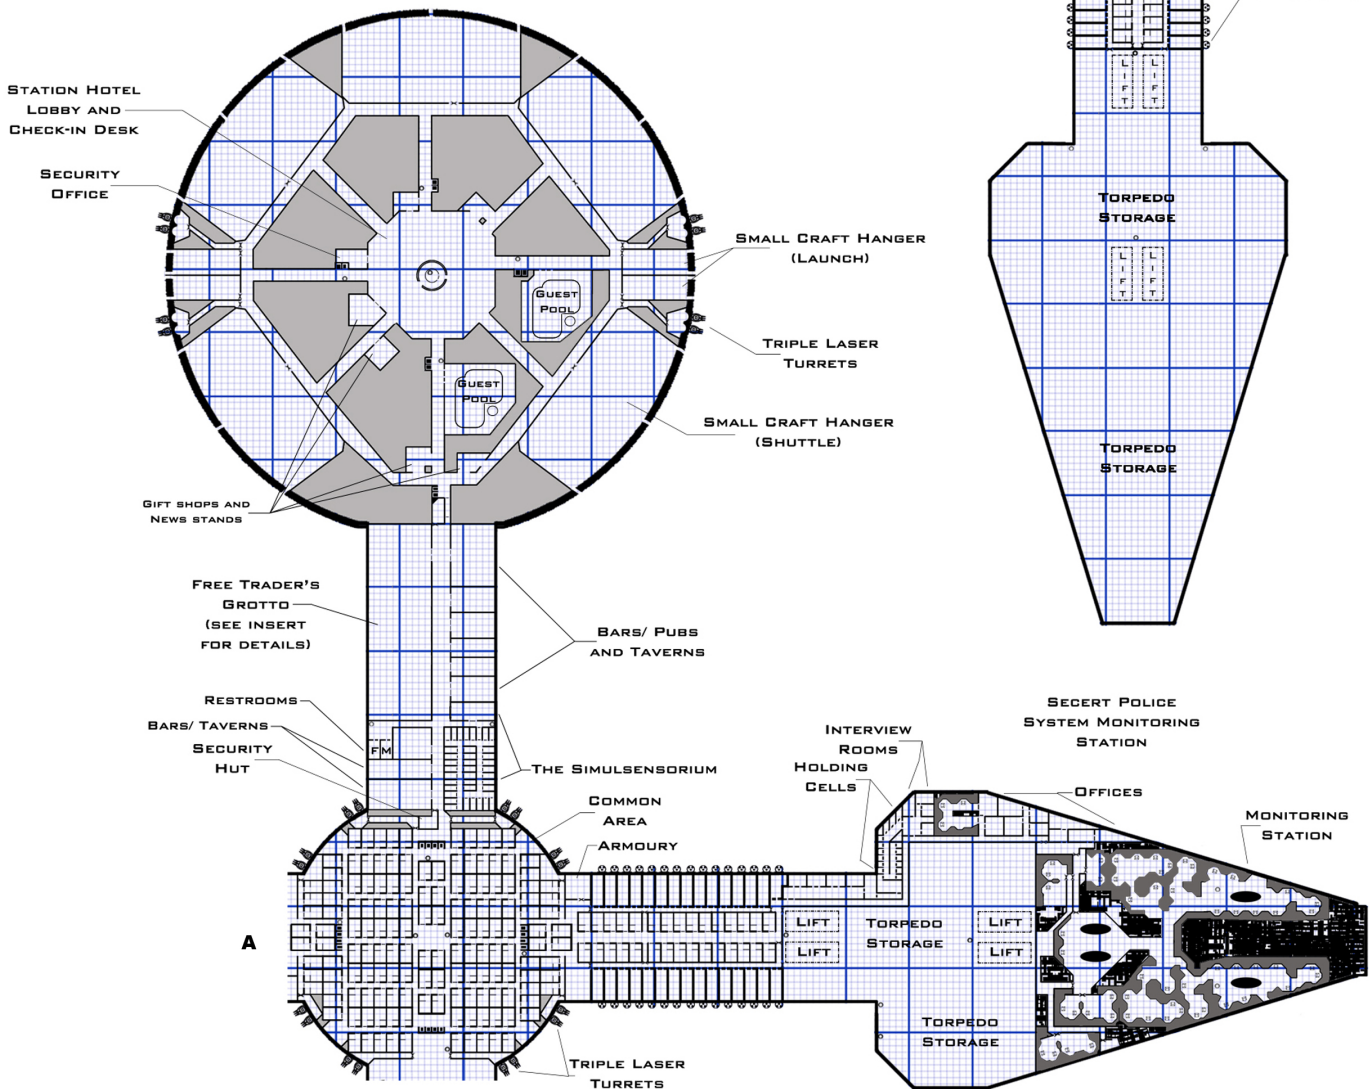 Station Hotel
Lobby and
Check-in Desk
Security
Office
Small Craft Hanger
(Launch)
Guest
Pool
Triple Laser
Turrets
Guest
Pool
Small Craft Hanger
(Shuttle)
Gift shops and
News stands
Free Trader's
Grotto
(see insert
for details)
Bars/ Pubs
and Taverns
Restrooms
Bars/ Taverns
F M
Security
Hut
The Simulsensorium
Common
Area
Armoury
A
Triple Laser
Turrets
Lift
Lift
Torpedo
Storage
Lift
Lift
Torpedo
Storage
Lift
Lift
Torpedo
Storage
Lift
Lift
Torpedo
Storage
Secert Police
System Monitoring
Station
Interview
Rooms
Holding
Cells
Offices
Monitoring
Station